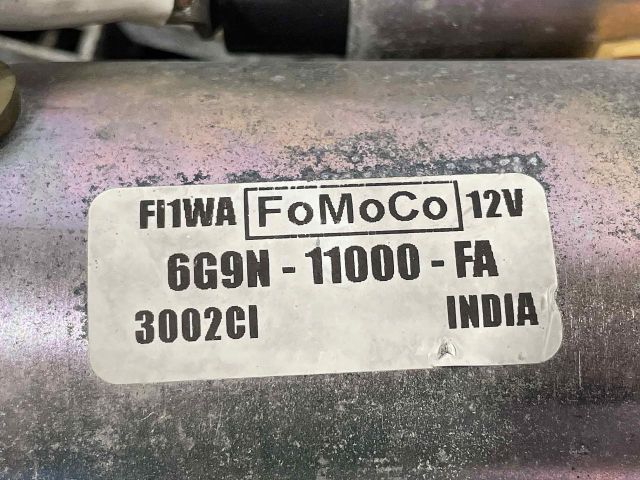 FI1WA FoMoCo 12V
6G9N - 11000 - FA
3002CI INDIA